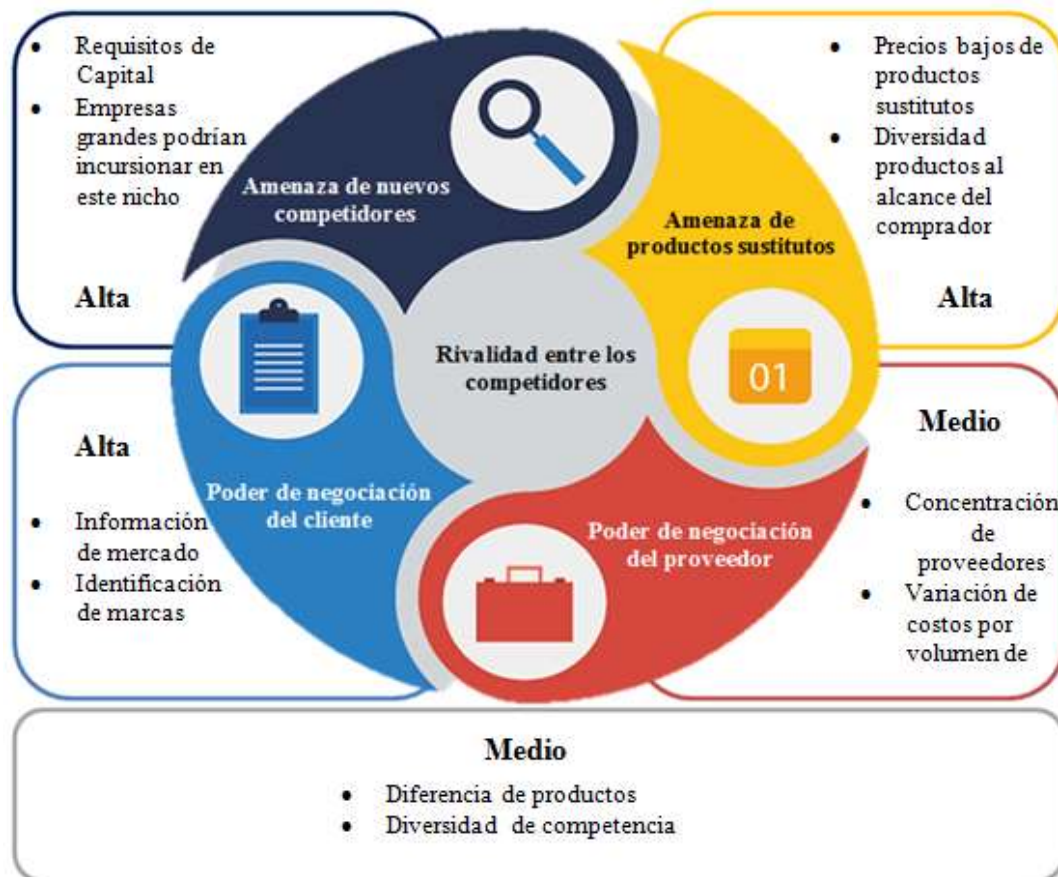 Requisitos de
Capital
Empresas
grandes podrían
incursionar en
este nicho
Alta
Amenaza de nuevos
competidores
Amenaza de
productos sustitutos
Precios bajos de
productos
sustitutos
Diversidad
productos al
alcance del
comprador
Alta
Rivalidad entre los
competidores
01
Alta
Información
de mercado
Identificación
de marcas
Poder de negociación
del cliente
Poder de negociación
del proveedor
Medio
Concentración
de
proveedores
Variación de
costos por
volumen de
Medio
Diferencia de productos
Diversidad de competencia